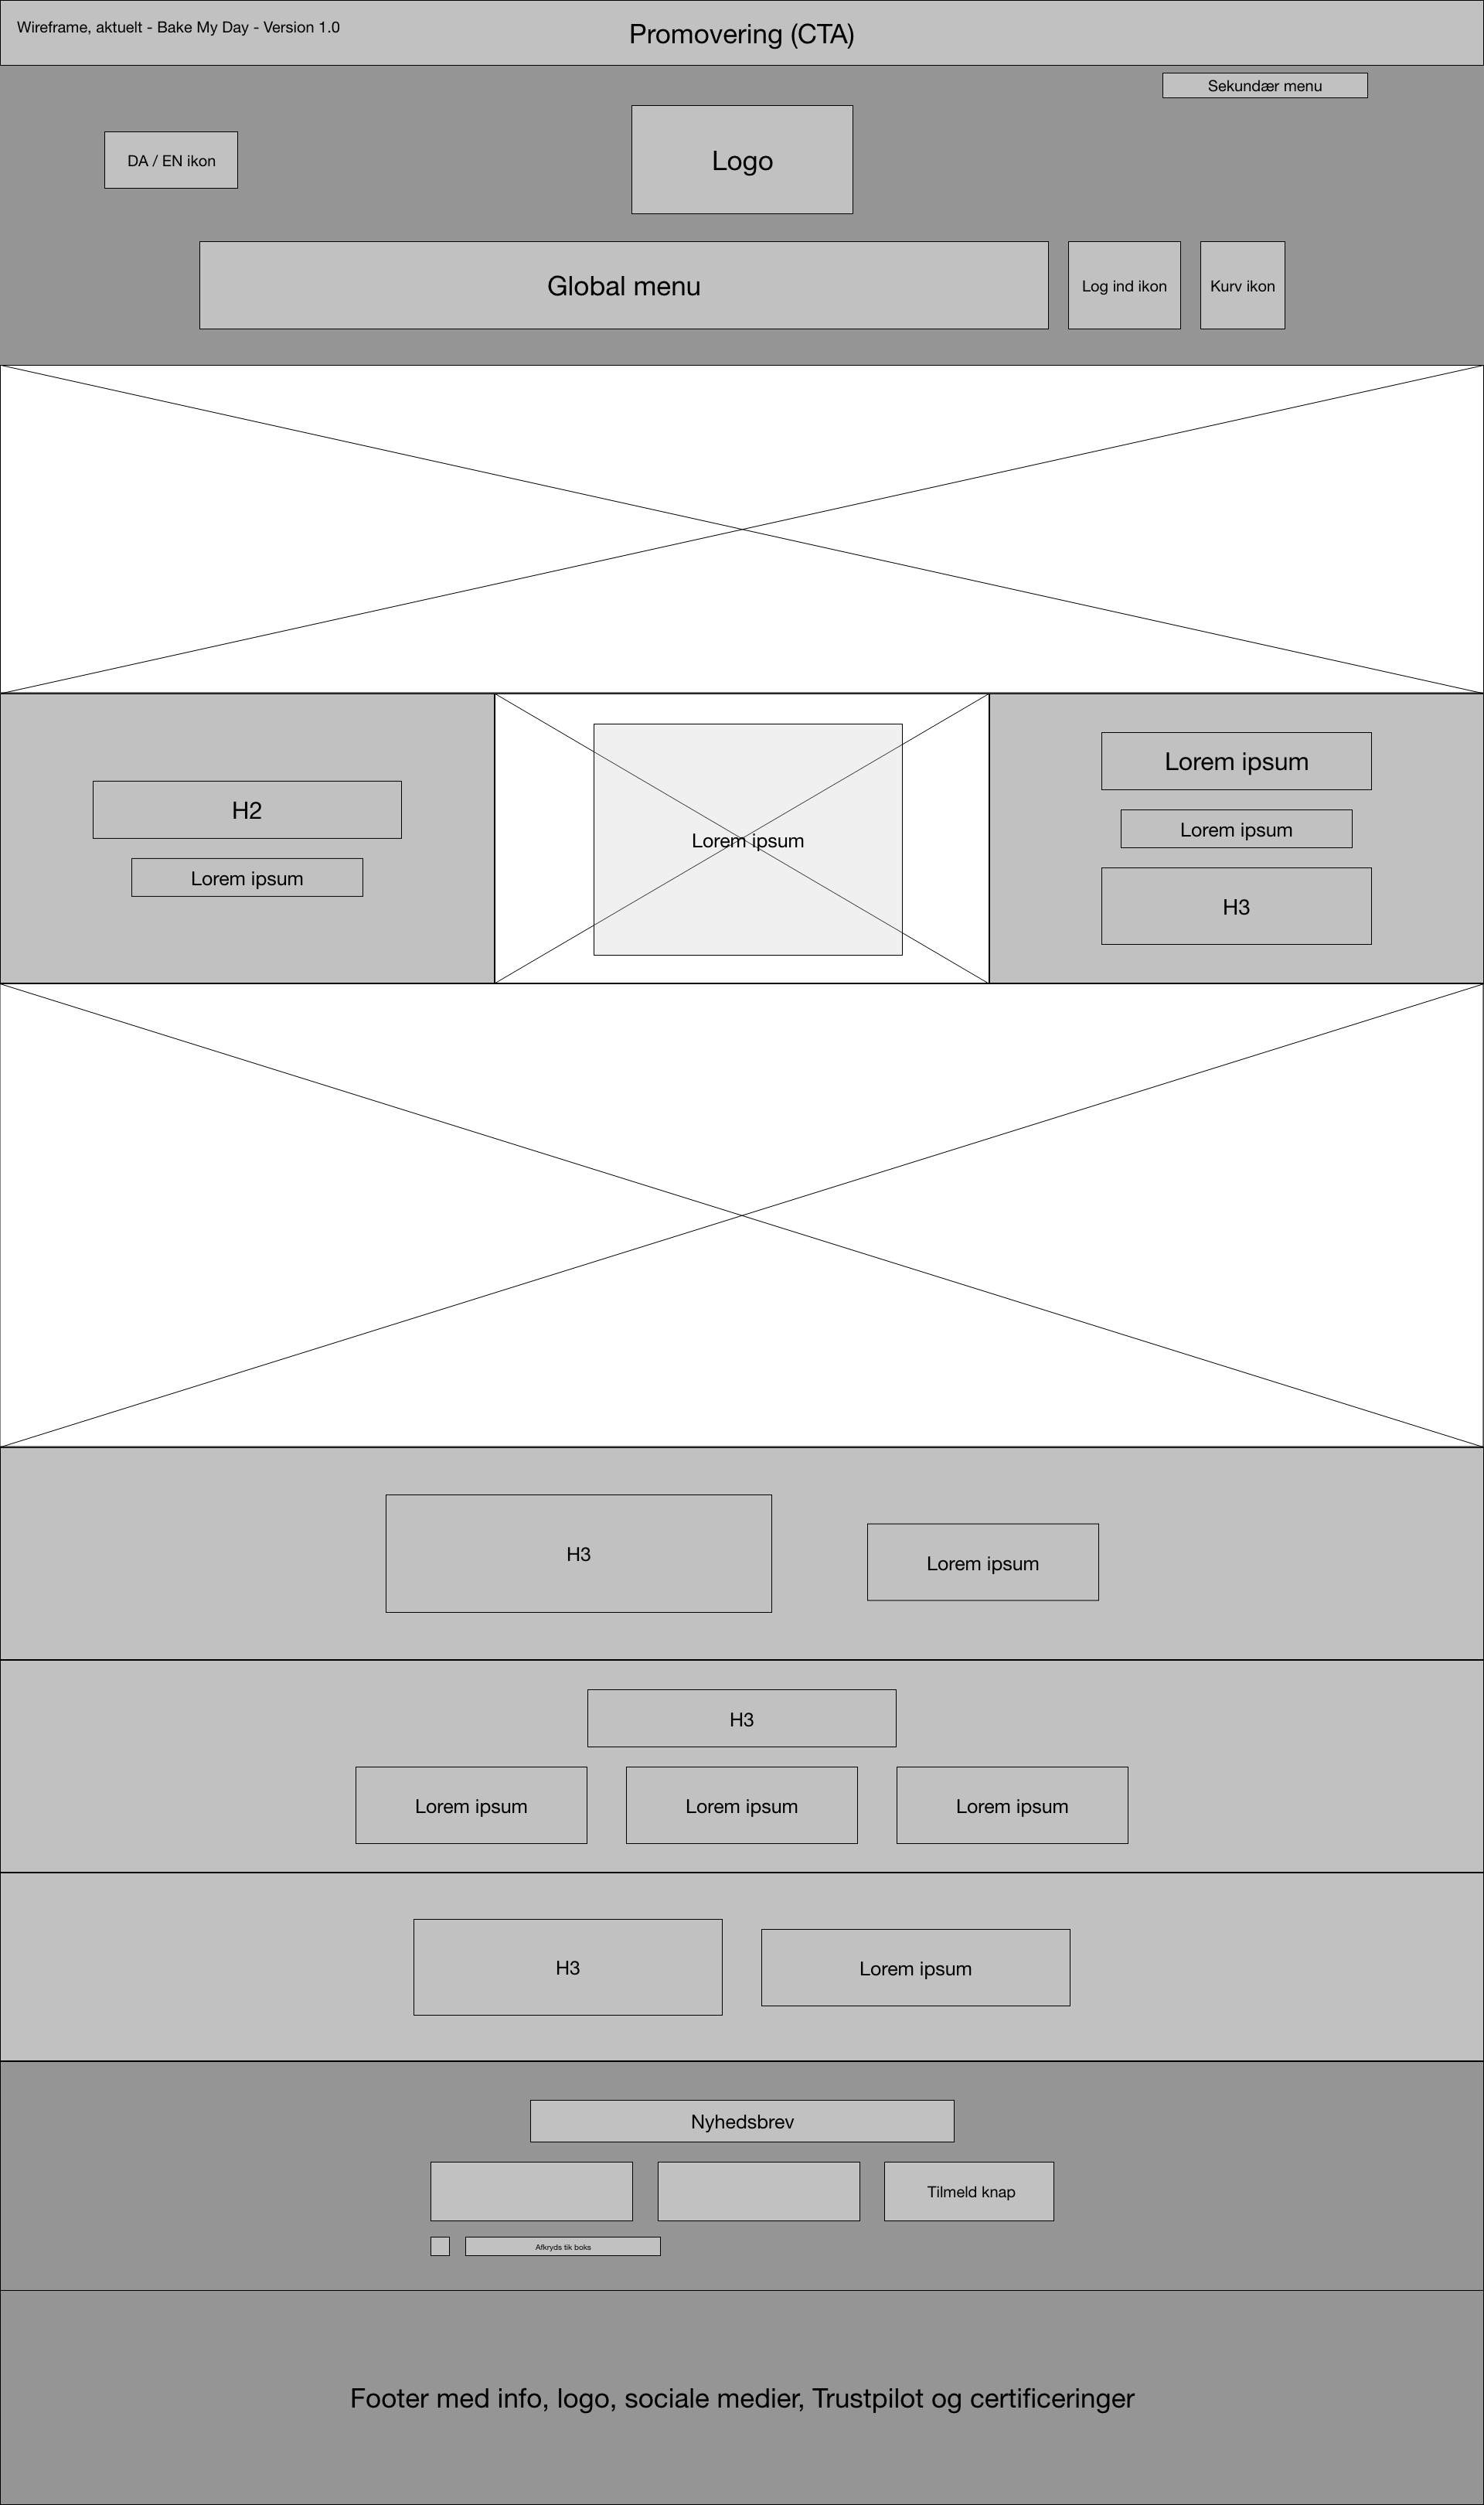 Wireframe, aktuelt - Bake My Day - Version 1.0
Promovering (CTA)
Sekundær menu
DA / EN ikon
Logo
Global menu
Log ind ikon
Kurv ikon
H2
Lorem ipsum
Lorem ipsum
Lorem ipsum
Lorem ipsum
H3
H3
Lorem ipsum
H3
Lorem ipsum
Lorem ipsum
Lorem ipsum
H3
Lorem ipsum
Nyhedsbrev
Tilmeld knap
Afkryds tik boks
Footer med info, logo, sociale medier, Trustpilot og certificeringer